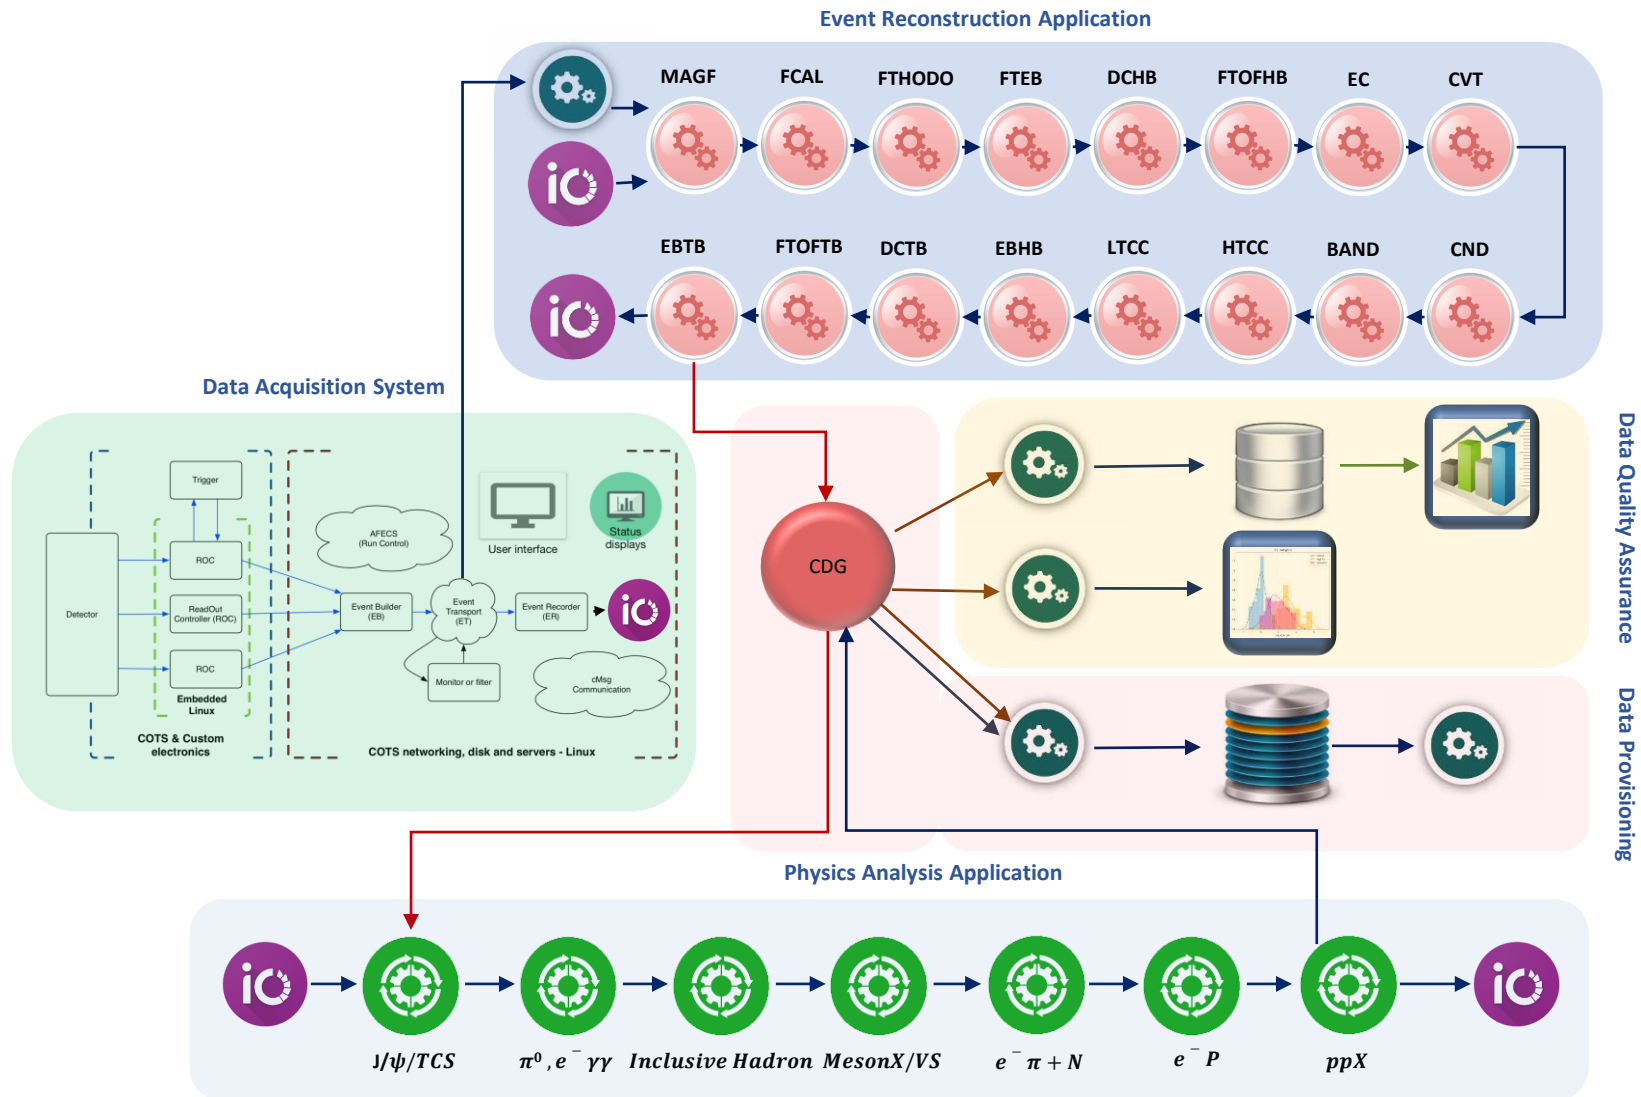 Event Reconstruction Application
MAGF
FCAL
FTHODO
FTEB
DCHB
FTOFHB
EC
CVT
EBTB
FTOFTB
DCTB
EBHB
LTCC
HTCC
BAND
CND
Data Acquisition System
Trigger
AFECS
(Run Control)
User interface
Status
displays
Detector
ROC
ReadOut
Controller (ROC)
ROC
Embedded
Linux
Event Builder
(EB)
Event
Transport
(ET)
Event Recorder
(ER)
Monitor or filter
cMsg
Communication
COTS & Custom
electronics
COTS networking, disk and servers - Linux
CDG
Data Quality Assurance
Data Provisioning
Physics Analysis Application
J/ψ/TCS
π⁰, e⁻γγ
Inclusive Hadron
MesonX/VS
e⁻π + N
e⁻P
ppX